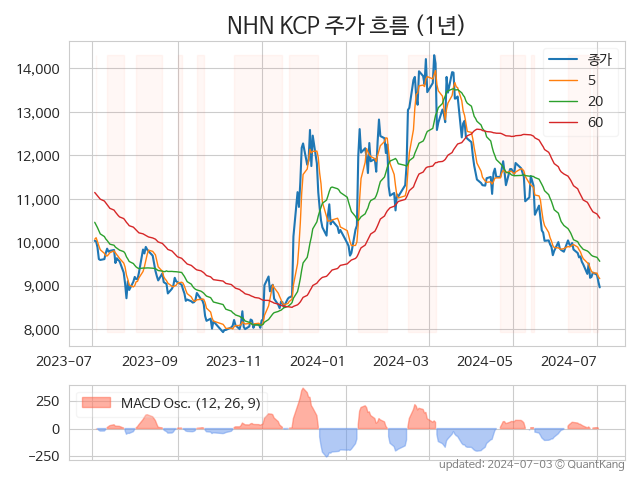 NHN KCP 주가 흐름 (1년)
종가
5
20
60
14,000
13,000
12,000
11,000
10,000
9,000
8,000
2023-07 2023-09 2023-11 2024-01 2024-03 2024-05 2024-07
MACD Osc. (12, 26, 9)
250
0
−250
updated: 2024-07-03 © QuantKang